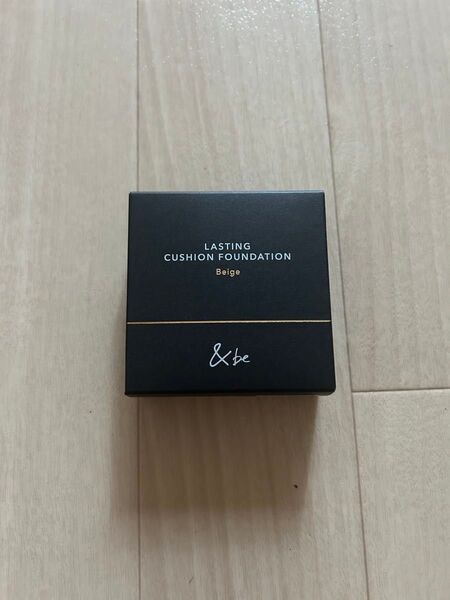 LASTING
CUSHION FOUNDATION
Beige
&be